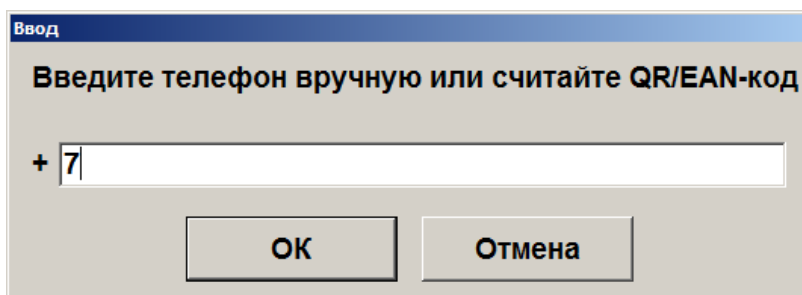 Ввод
Введите телефон вручную или считайте QR/EAN-код
+ 7
ОК Отмена